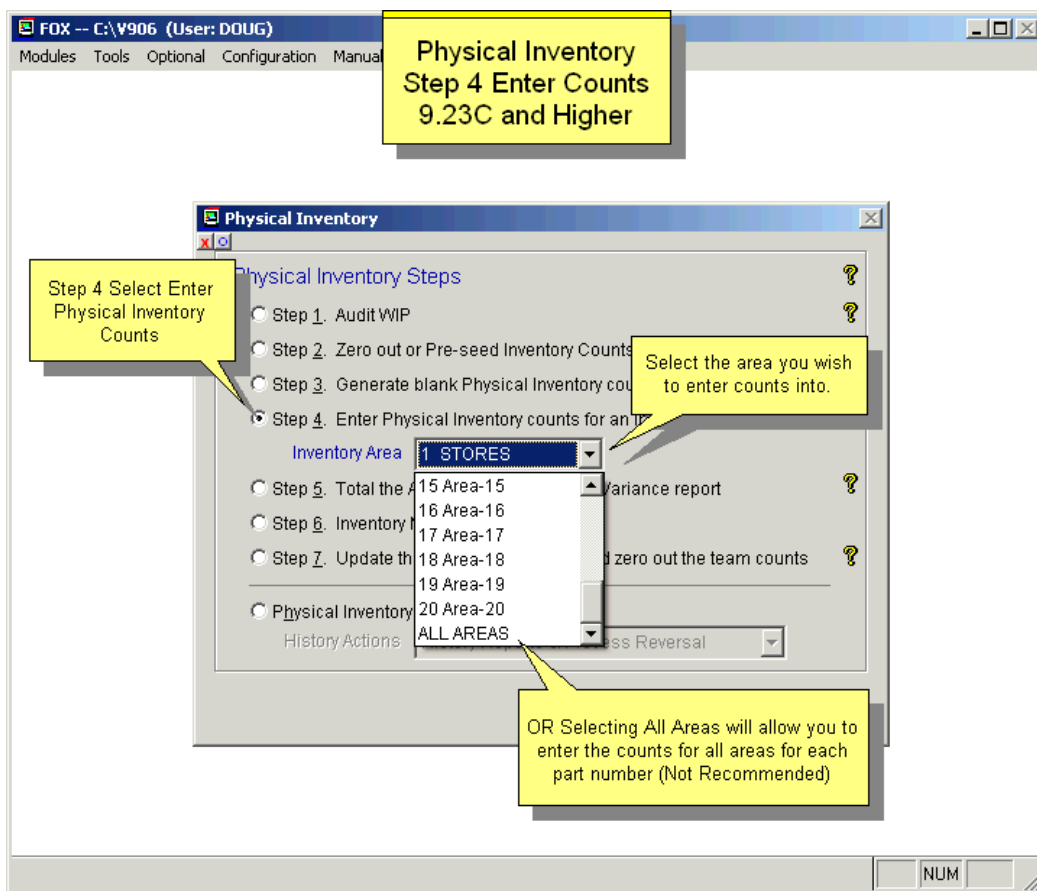 FOX -- C:\V906 (User: DOUG)
Modules Tools Optional Configuration Manual
Physical Inventory
Step 4 Enter Counts
9.23C and Higher
Physical Inventory
Physical Inventory Steps
Step 4 Select Enter
Physical Inventory
Counts
Step 1. Audit WIP
Step 2. Zero out or Pre-seed Inventory Counts
Step 3. Generate blank Physical Inventory cou
Select the area you wish
to enter counts into.
Step 4. Enter Physical Inventory counts for an
Inventory Area 1 STORES
15 Area-15
16 Area-16
17 Area-17
18 Area-18
19 Area-19
20 Area-20
ALL AREAS
Step 5. Total the A Variance report
Step 6. Inventory
Step 7. Update th d zero out the team counts
Physical Inventory
History Actions ess Reversal
OR Selecting All Areas will allow you to
enter the counts for all areas for each
part number (Not Recommended)
NUM